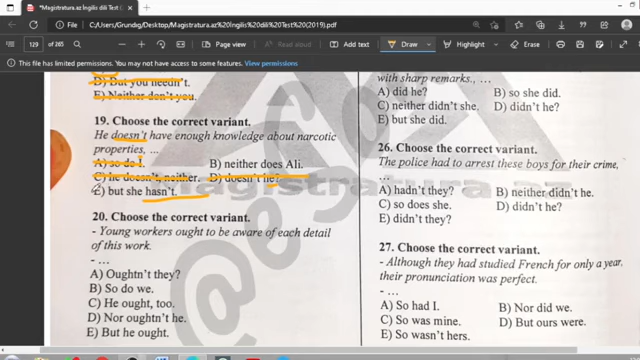 *Magistratura.az İngilis dili Test (
File
C:/Users/Grundig/Desktop/Magistratura.az%20İngilis%20dili%20Test(2019).pdf
129
of 265
Page view
Read aloud
Add text
Draw
Highlight
Erase
This file has limited permissions. You may not have access to some features. View permissions
D) But you needn't.
E) Neither don't you.
19. Choose the correct variant.
He doesn't have enough knowledge about narcotic
properties, ...
A) so do I.
B) neither does Ali.
C) he doesn't, neither.
D) doesn't he?
E) but she hasn't.
20. Choose the correct variant.
- Young workers ought to be aware of each detail
of this work.
- ...
A) Oughtn't they?
B) So do we.
C) He ought, too.
D) Nor oughtn't he.
E) But he ought.
with sharp remarks, ...
A) did he?
B) so she did.
C) neither didn't she.
D) didn't he?
E) but she did.
26. Choose the correct variant.
The police had to arrest these boys for their crime,
...
A) hadn't they?
B) neither didn't he.
C) so does she.
D) didn't he?
E) didn't they?
27. Choose the correct variant.
- Although they had studied French for only a year,
their pronunciation was perfect.
- ...
A) So had I.
B) Nor did we.
C) So was mine.
D) But ours were.
E) So wasn't hers.
magistratura.az